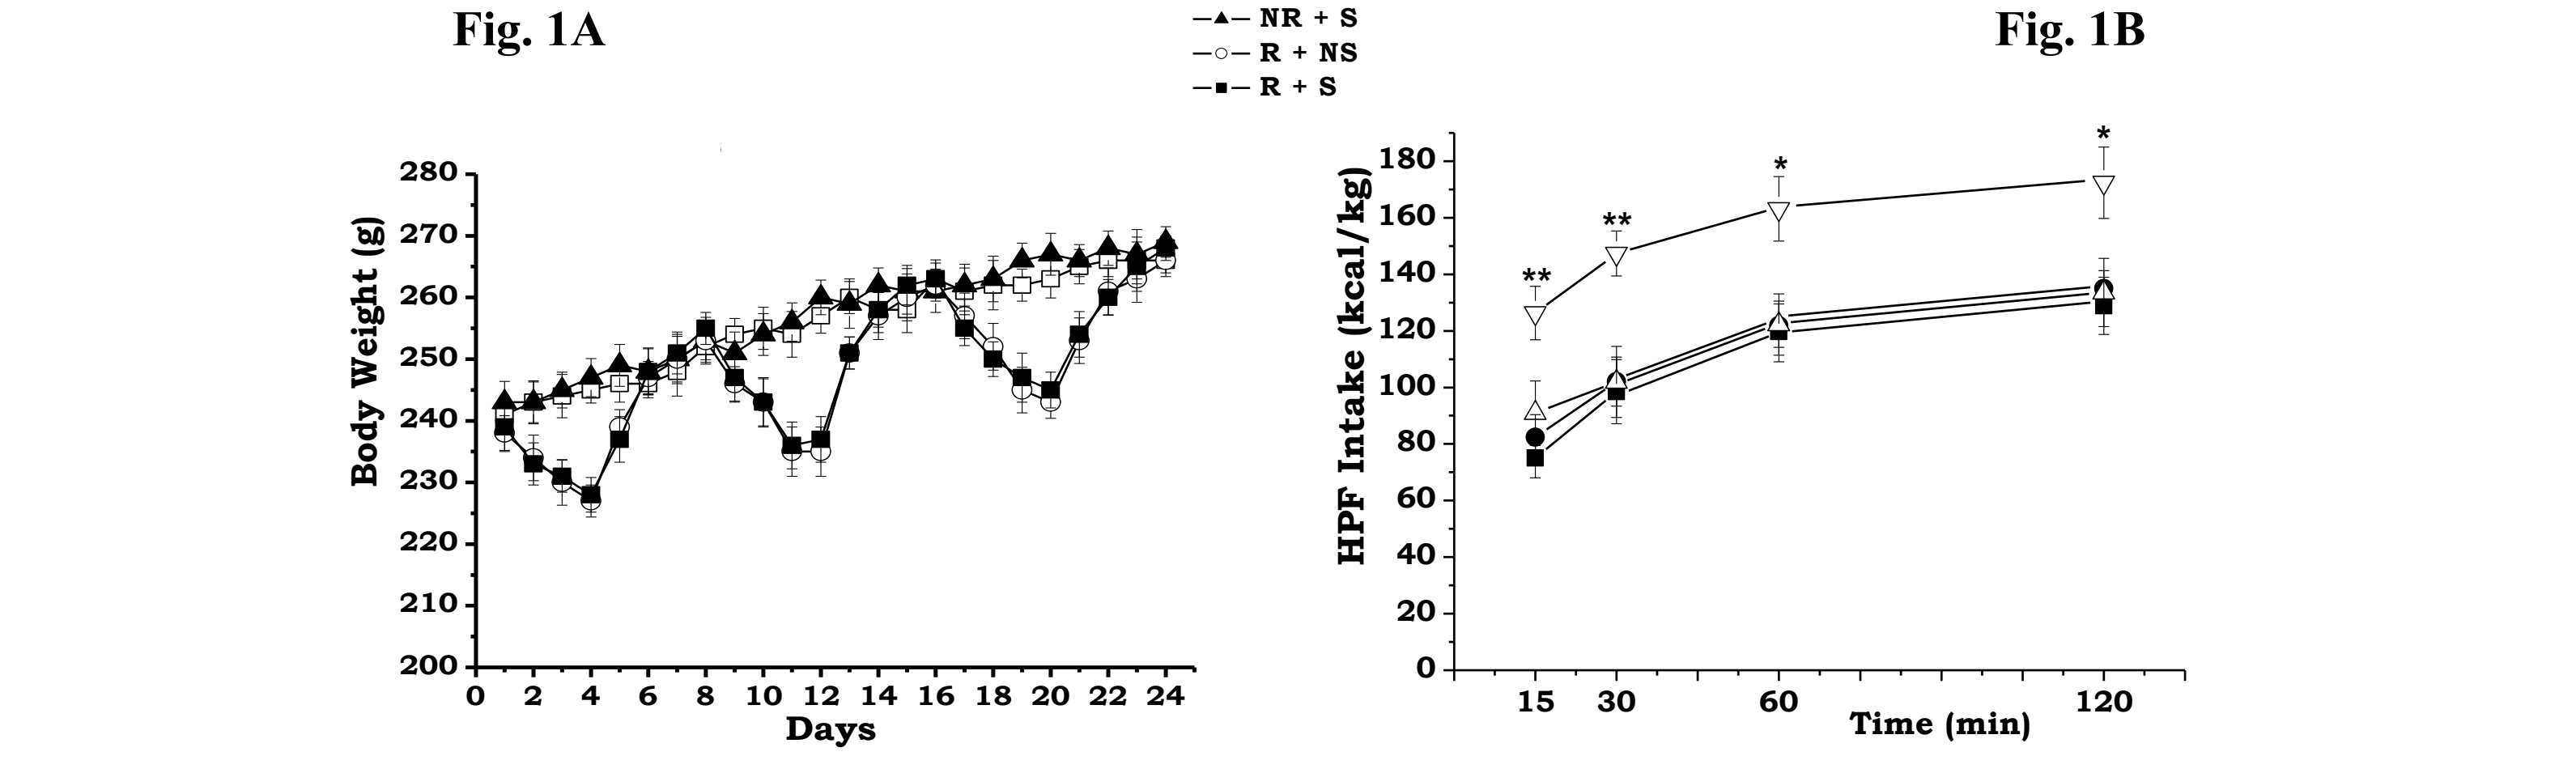 Fig. 1A
NR + S
R + NS
R + S
Fig. 1B
Body Weight (g)
280
270
260
250
240
230
220
210
200
0 2 4 6 8 10 12 14 16 18 20 22 24
Days
HPF Intake (kcal/kg)
180
160
140
120
100
80
60
40
20
0
** ** * *
15 30 60 120
Time (min)